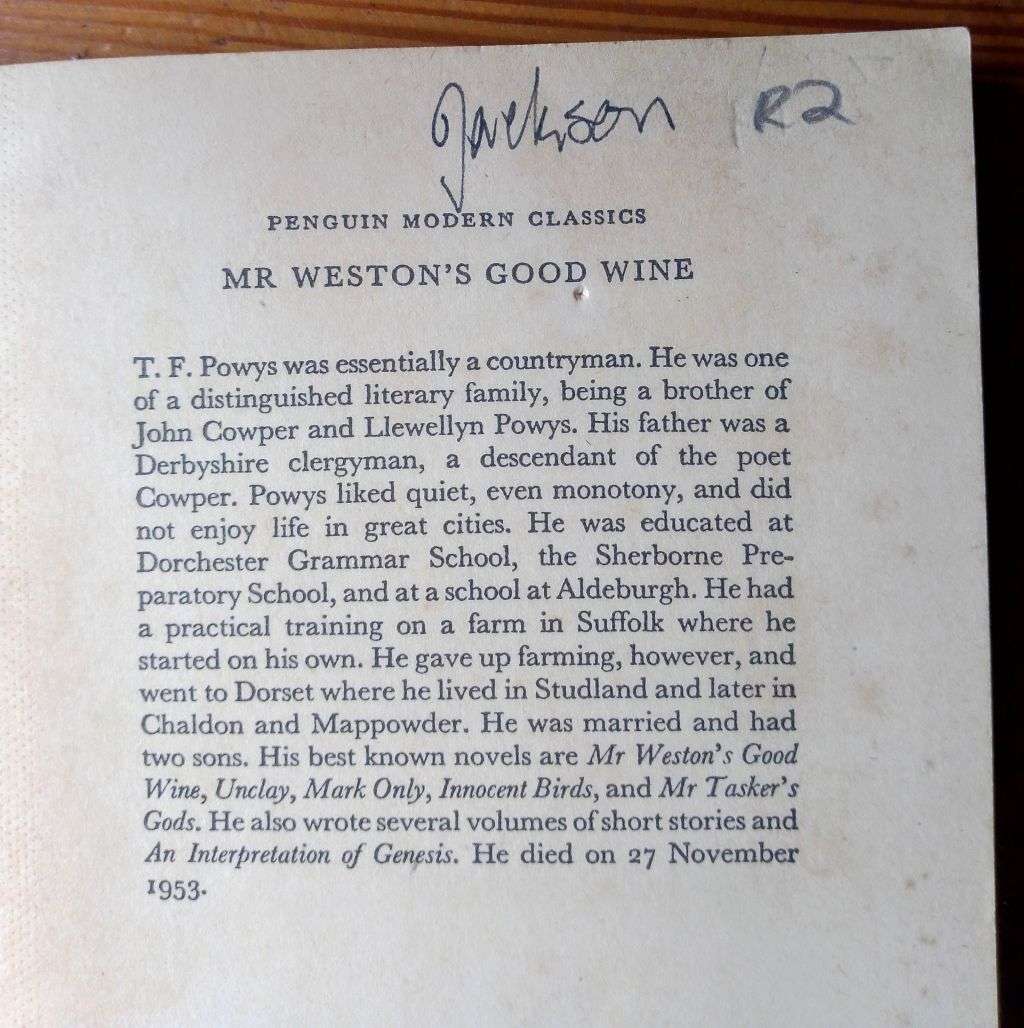 Jackson R2
PENGUIN MODERN CLASSICS
MR WESTON'S GOOD WINE
T. F. Powys was essentially a countryman. He was one
of a distinguished literary family, being a brother of
John Cowper and Llewellyn Powys. His father was a
Derbyshire clergyman, a descendant of the poet
Cowper. Powys liked quiet, even monotony, and did
not enjoy life in great cities. He was educated at
Dorchester Grammar School, the Sherborne Pre-
paratory School, and at a school at Aldeburgh. He had
a practical training on a farm in Suffolk where he
started on his own. He gave up farming, however, and
went to Dorset where he lived in Studland and later in
Chaldon and Mappowder. He was married and had
two sons. His best known novels are Mr Weston's Good
Wine, Unclay, Mark Only, Innocent Birds, and Mr Tasker's
Gods. He also wrote several volumes of short stories and
An Interpretation of Genesis. He died on 27 November
1953.